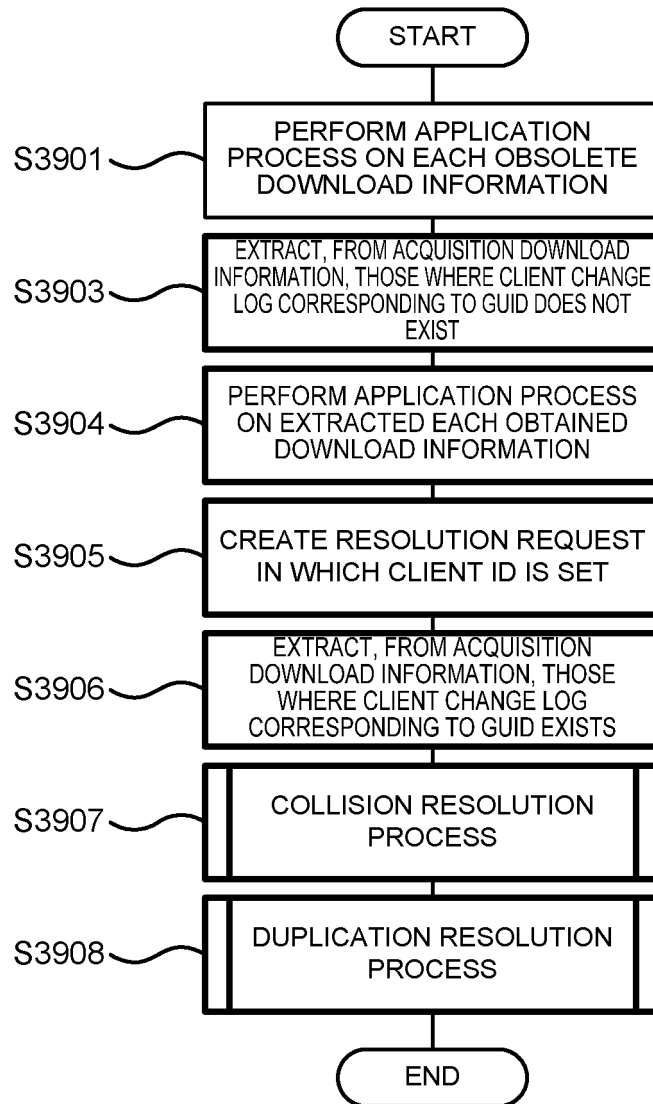 START
S3901
PERFORM APPLICATION
PROCESS ON EACH OBSOLETE
DOWNLOAD INFORMATION
S3903
EXTRACT, FROM ACQUISITION DOWNLOAD
INFORMATION, THOSE WHERE CLIENT CHANGE
LOG CORRESPONDING TO GUID DOES NOT
EXIST
S3904
PERFORM APPLICATION PROCESS
ON EXTRACTED EACH OBTAINED
DOWNLOAD INFORMATION
S3905
CREATE RESOLUTION REQUEST
IN WHICH CLIENT ID IS SET
S3906
EXTRACT, FROM ACQUISITION
DOWNLOAD INFORMATION, THOSE
WHERE CLIENT CHANGE LOG
CORRESPONDING TO GUID EXISTS
S3907
COLLISION RESOLUTION
PROCESS
S3908
DUPLICATION RESOLUTION
PROCESS
END